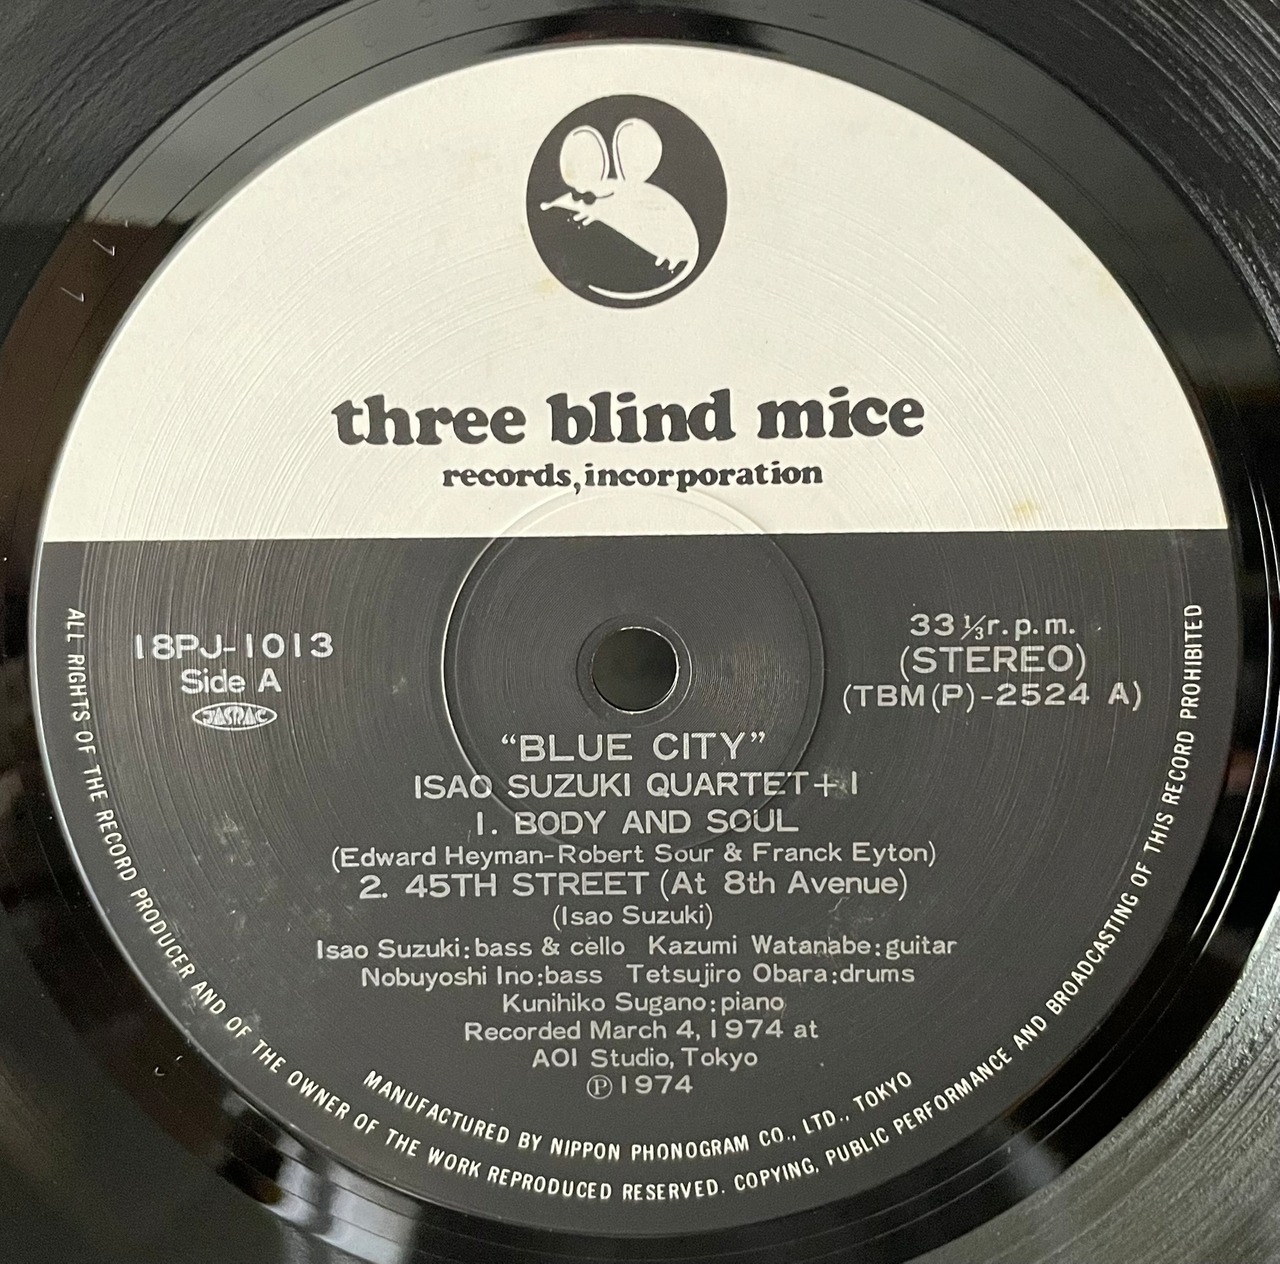 three blind mice
records, incorporation
18PJ-1013
Side A
JASRAC
33 ⅓ r.p.m.
(STEREO)
(TBM(P)-2524 A)
“BLUE CITY”
ISAO SUZUKI QUARTET+1
1. BODY AND SOUL
(Edward Heyman-Robert Sour & Franck Eyton)
2. 45TH STREET (At 8th Avenue)
(Isao Suzuki)
Isao Suzuki:bass & cello Kazumi Watanabe:guitar
Nobuyoshi Ino:bass Tetsujiro Obara:drums
Kunihiko Sugano:piano
Recorded March 4, 1974 at
AOI Studio, Tokyo
Ⓟ1974
MANUFACTURED BY NIPPON PHONOGRAM CO., LTD., TOKYO
ALL RIGHTS OF THE RECORD PRODUCER AND OF THE OWNER OF THE WORK REPRODUCED RESERVED. COPYING, PUBLIC PERFORMANCE AND BROADCASTING OF THIS RECORD PROHIBITED